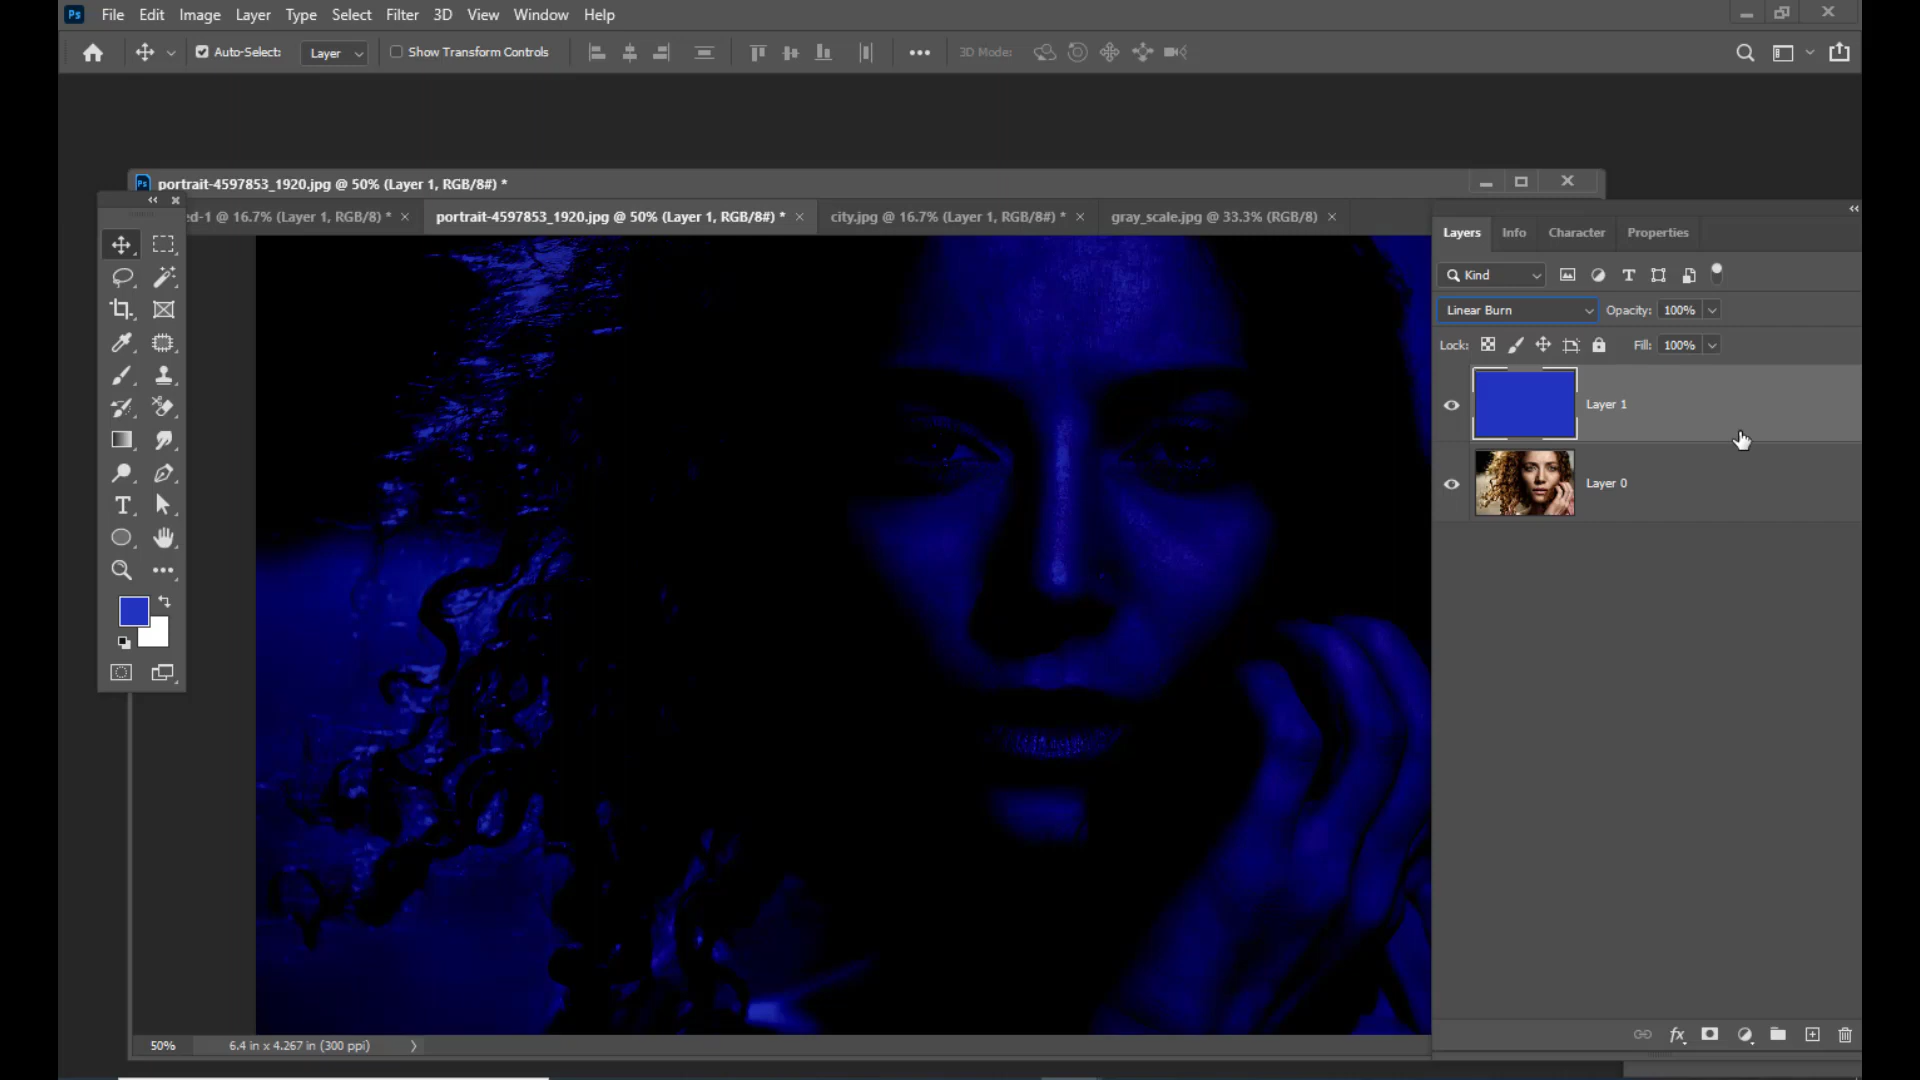 Ps File Edit Image Layer Type Select Filter 3D View Window Help
Auto-Select: Layer Show Transform Controls 3D Mode:
Ps portrait-4597853_1920.jpg @ 50% (Layer 1, RGB/8#) *
ed-1 @ 16.7% (Layer 1, RGB/8) * portrait-4597853_1920.jpg @ 50% (Layer 1, RGB/8#) * city.jpg @ 16.7% (Layer 1, RGB/8#) * gray_scale.jpg @ 33.3% (RGB/8)
Layers Info Character Properties
Kind
Linear Burn Opacity: 100%
Lock: Fill: 100%
Layer 1
Layer 0
50% 6.4 in x 4.267 in (300 ppi)